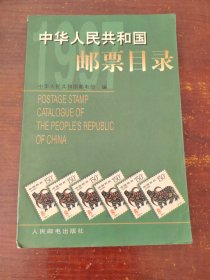 1997
中华人民共和国
邮票目录
POSTAGE STAMP
CATALOGUE OF
THE PEOPLE'S REPUBLIC
OF CHINA
人民邮电出版社